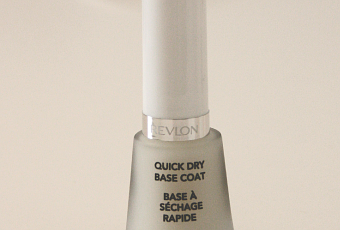 REVLON
QUICK DRY
BASE COAT
BASE À
SÉCHAGE
RAPIDE